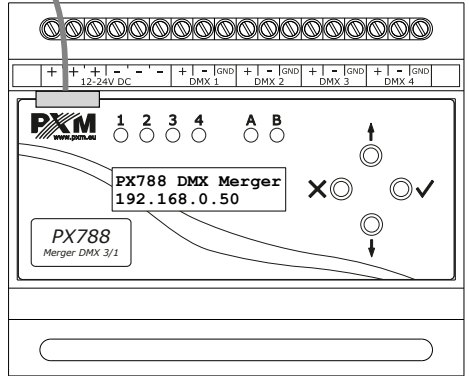 + + + - - - + - GND + - GND + - GND + - GND
12-24V DC DMX 1 DMX 2 DMX 3 DMX 4
PXM
www.pxm.eu
1 2 3 4 A B
PX788 DMX Merger
192.168.0.50
PX788
Merger DMX 3/1